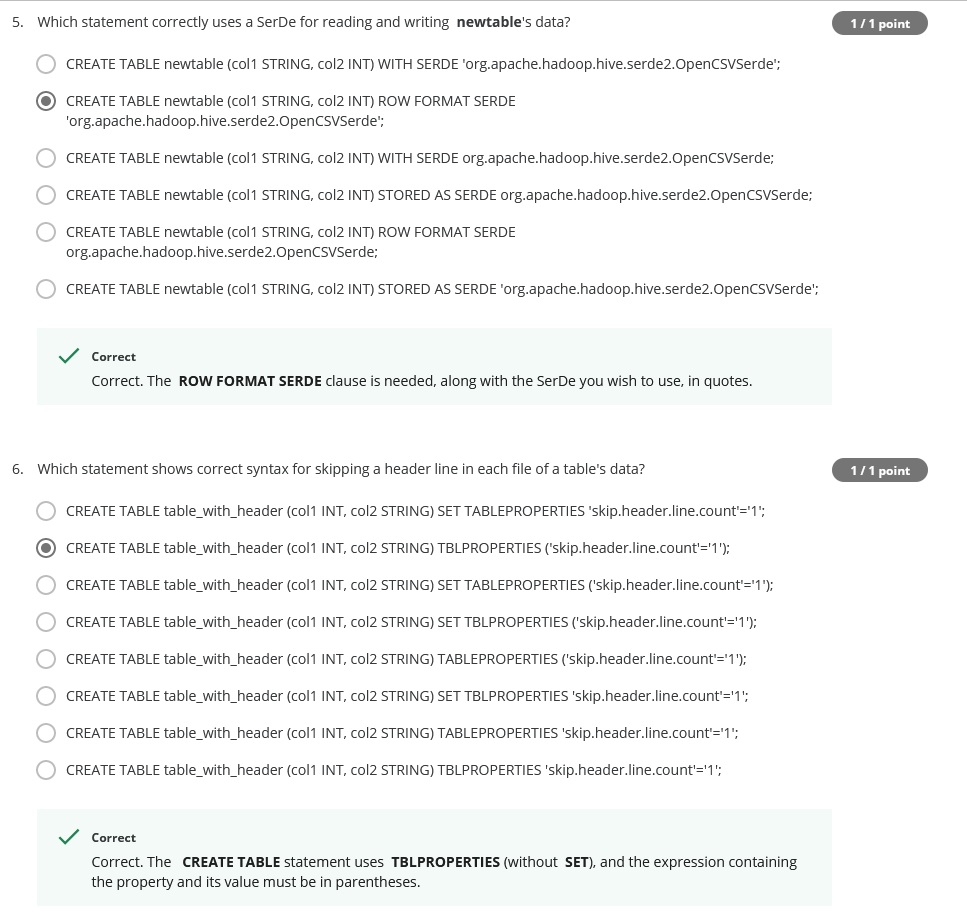 5. Which statement correctly uses a SerDe for reading and writing newtable's data?
1 / 1 point
CREATE TABLE newtable (col1 STRING, col2 INT) WITH SERDE 'org.apache.hadoop.hive.serde2.OpenCSVSerde';
CREATE TABLE newtable (col1 STRING, col2 INT) ROW FORMAT SERDE
'org.apache.hadoop.hive.serde2.OpenCSVSerde';
CREATE TABLE newtable (col1 STRING, col2 INT) WITH SERDE org.apache.hadoop.hive.serde2.OpenCSVSerde;
CREATE TABLE newtable (col1 STRING, col2 INT) STORED AS SERDE org.apache.hadoop.hive.serde2.OpenCSVSerde;
CREATE TABLE newtable (col1 STRING, col2 INT) ROW FORMAT SERDE
org.apache.hadoop.hive.serde2.OpenCSVSerde;
CREATE TABLE newtable (col1 STRING, col2 INT) STORED AS SERDE 'org.apache.hadoop.hive.serde2.OpenCSVSerde';
Correct
Correct. The ROW FORMAT SERDE clause is needed, along with the SerDe you wish to use, in quotes.
6. Which statement shows correct syntax for skipping a header line in each file of a table's data?
1 / 1 point
CREATE TABLE table_with_header (col1 INT, col2 STRING) SET TABLEPROPERTIES 'skip.header.line.count'='1';
CREATE TABLE table_with_header (col1 INT, col2 STRING) TBLPROPERTIES ('skip.header.line.count'='1');
CREATE TABLE table_with_header (col1 INT, col2 STRING) SET TABLEPROPERTIES ('skip.header.line.count'='1');
CREATE TABLE table_with_header (col1 INT, col2 STRING) SET TBLPROPERTIES ('skip.header.line.count'='1');
CREATE TABLE table_with_header (col1 INT, col2 STRING) TABLEPROPERTIES ('skip.header.line.count'='1');
CREATE TABLE table_with_header (col1 INT, col2 STRING) SET TBLPROPERTIES 'skip.header.line.count'='1';
CREATE TABLE table_with_header (col1 INT, col2 STRING) TABLEPROPERTIES 'skip.header.line.count'='1';
CREATE TABLE table_with_header (col1 INT, col2 STRING) TBLPROPERTIES 'skip.header.line.count'='1';
Correct
Correct. The CREATE TABLE statement uses TBLPROPERTIES (without SET), and the expression containing
the property and its value must be in parentheses.